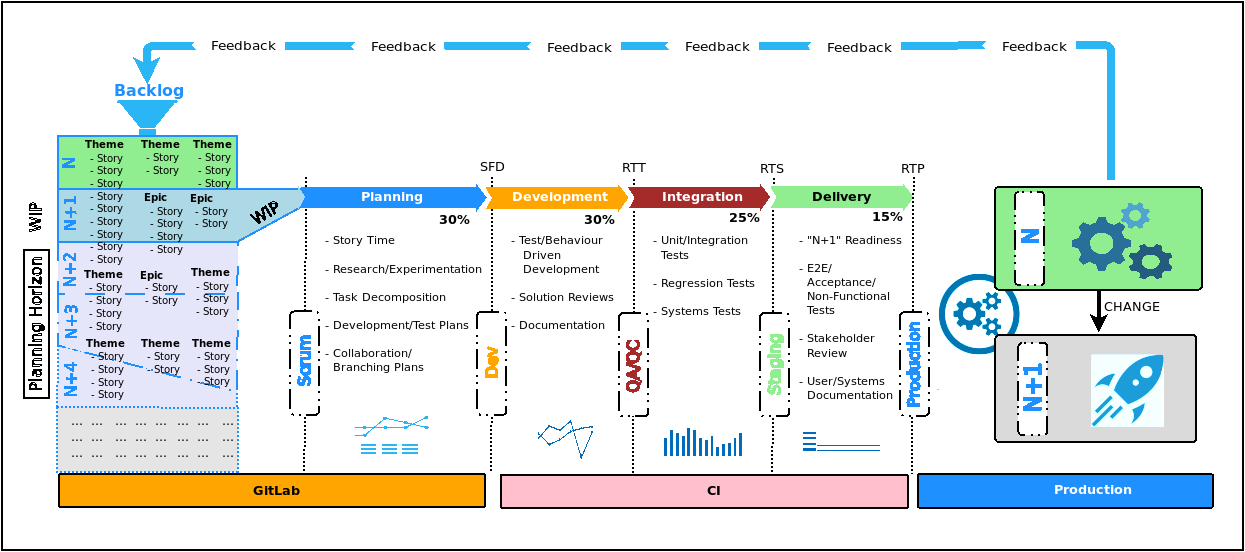 Feedback Feedback Feedback Feedback Feedback Feedback
Backlog
Theme Theme Theme
- Story - Story - Story
- Story - Story - Story
- Story - Story
N
Epic Epic
- Story
- Story - Story - Story
- Story - Story - Story
- Story - Story
- Story - Story
- Story
N+1
WIP
WIP
Planning Horizon
N+2
Theme Epic Theme
- Story - Story - Story
- Story - Story - Story
- Story - Story
- Story
N+3
Theme Theme Theme
- Story - Story - Story
- Story - Story - Story
- Story - Story
- Story
N+4
... ... ... ... ... ... ... ...
... ... ... ... ... ... ... ...
... ... ... ... ... ... ... ...
SFD RTT RTS RTP
Planning
30%
- Story Time
- Research/Experimentation
- Task Decomposition
- Development/Test Plans
- Collaboration/
Branching Plans
Scrum
Development
30%
- Test/Behaviour
Driven
Development
- Solution Reviews
- Documentation
Dev
Integration
25%
- Unit/Integration
Tests
- Regression Tests
- Systems Tests
QA/QC
Delivery
15%
- "N+1" Readiness
- E2E/
Acceptance/
Non-Functional
Tests
- Stakeholder
Review
- User/Systems
Documentation
Staging
Production
N
CHANGE
N+1
GitLab
CI
Production